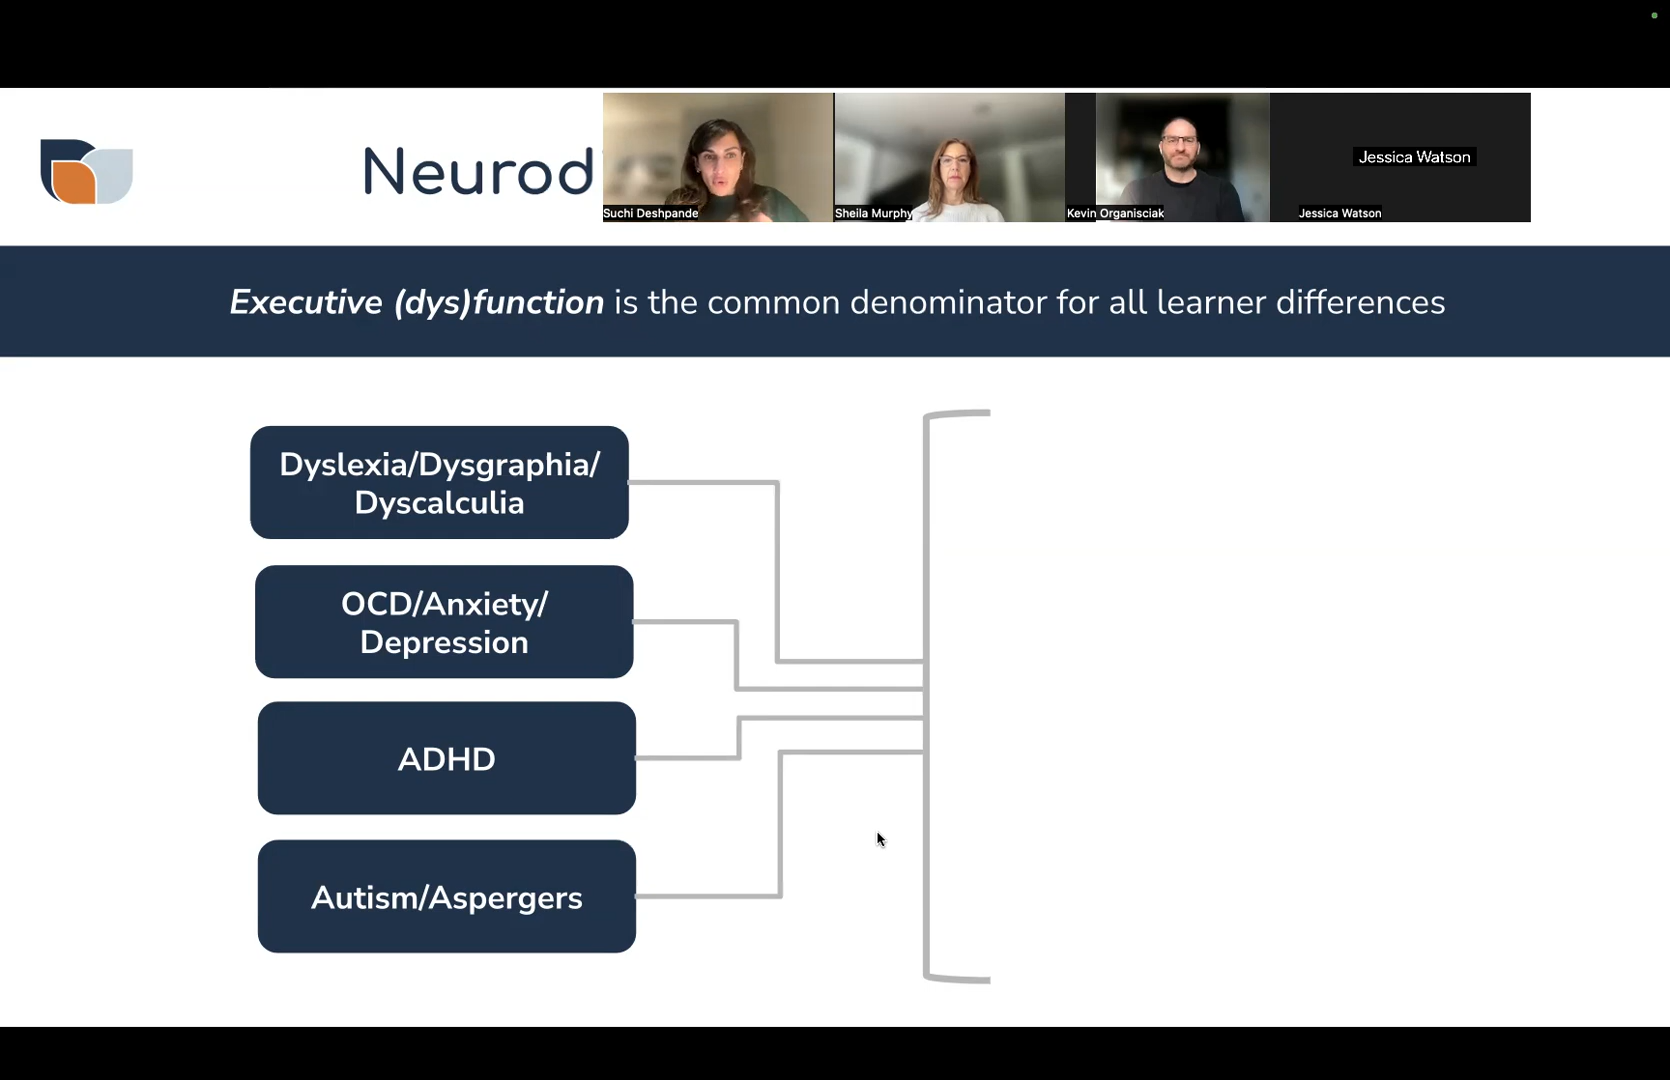 Neurod
Jessica Watson
Suchi Deshpande
Sheila Murphy
Kevin Organisciak
Jessica Watson
Executive (dys)function is the common denominator for all learner differences
Dyslexia/Dysgraphia/
Dyscalculia
OCD/Anxiety/
Depression
ADHD
Autism/Aspergers